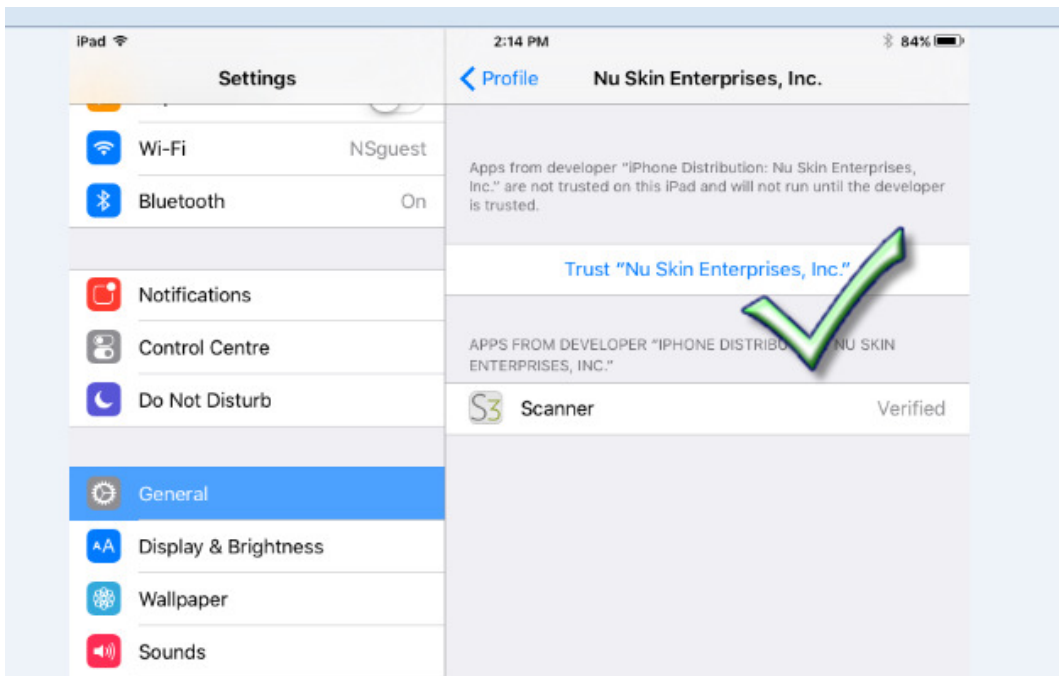 iPad
2:14 PM
84%
Settings
Profile
Nu Skin Enterprises, Inc.
Wi-Fi
NSguest
Bluetooth
On
Notifications
Control Centre
Do Not Disturb
General
AA
Display & Brightness
Wallpaper
Sounds
Apps from developer "iPhone Distribution: Nu Skin Enterprises,
Inc." are not trusted on this iPad and will not run until the developer
is trusted.
Trust "Nu Skin Enterprises, Inc."
APPS FROM DEVELOPER "IPHONE DISTRIBU NU SKIN
ENTERPRISES, INC."
S3
Scanner
Verified